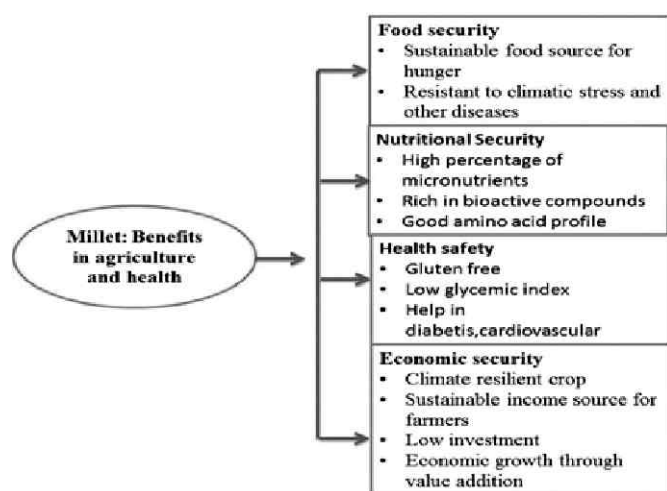 Food security
• Sustainable food source for
hunger
• Resistant to climatic stress and
other diseases
Nutritional Security
• High percentage of
micronutrients
• Rich in bioactive compounds
• Good amino acid profile
Millet: Benefits
in agriculture
and health
Health safety
• Gluten free
• Low glycemic index
• Help in
diabetis,cardiovascular
Economic security
• Climate resilient crop
• Sustainable income source for
farmers
• Low investment
• Economic growth through
value addition